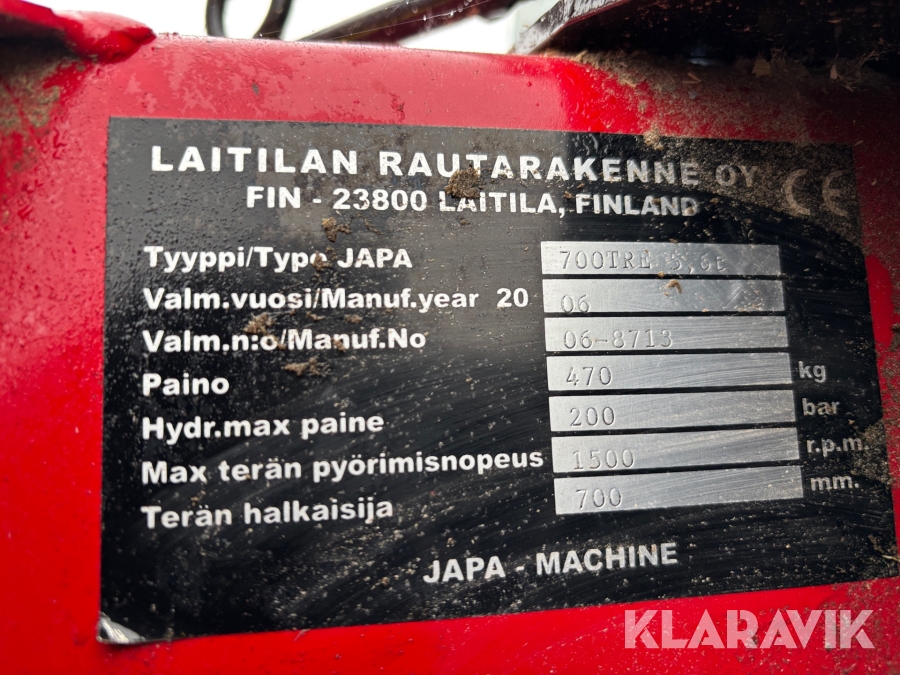 LAITILAN RAUTARAKENNE OY CE
FIN - 23800 LAITILA, FINLAND
Tyyppi/Type JAPA 700TRE
Valm.vuosi/Manuf.year 20 06
Valm.n:o/Manuf.No 06-8713
Paino 470 kg
Hydr.max paine 200 bar
Max terän pyörimisnopeus 1500 r.p.m.
Terän halkaisija 700 mm.
JAPA - MACHINE
KLARAVIK